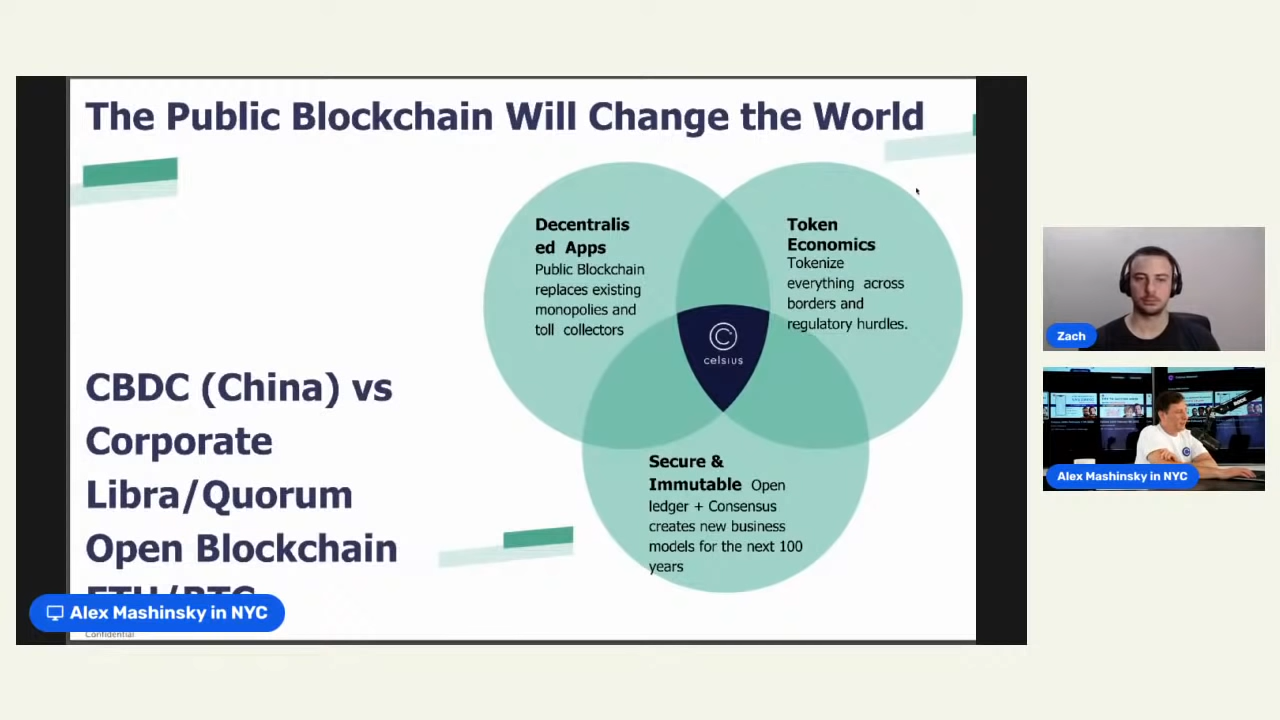 The Public Blockchain Will Change the World
Decentralis
ed Apps
Public Blockchain
replaces existing
monopolies and
toll collectors
Token
Economics
Tokenize
everything across
borders and
regulatory hurdles.
celsius
Secure &
Immutable Open
ledger + Consensus
creates new business
models for the next 100
years
CBDC (China) vs
Corporate
Libra/Quorum
Open Blockchain
ETH/BTC
Confidential
Alex Mashinsky in NYC
Zach
Alex Mashinsky in NYC